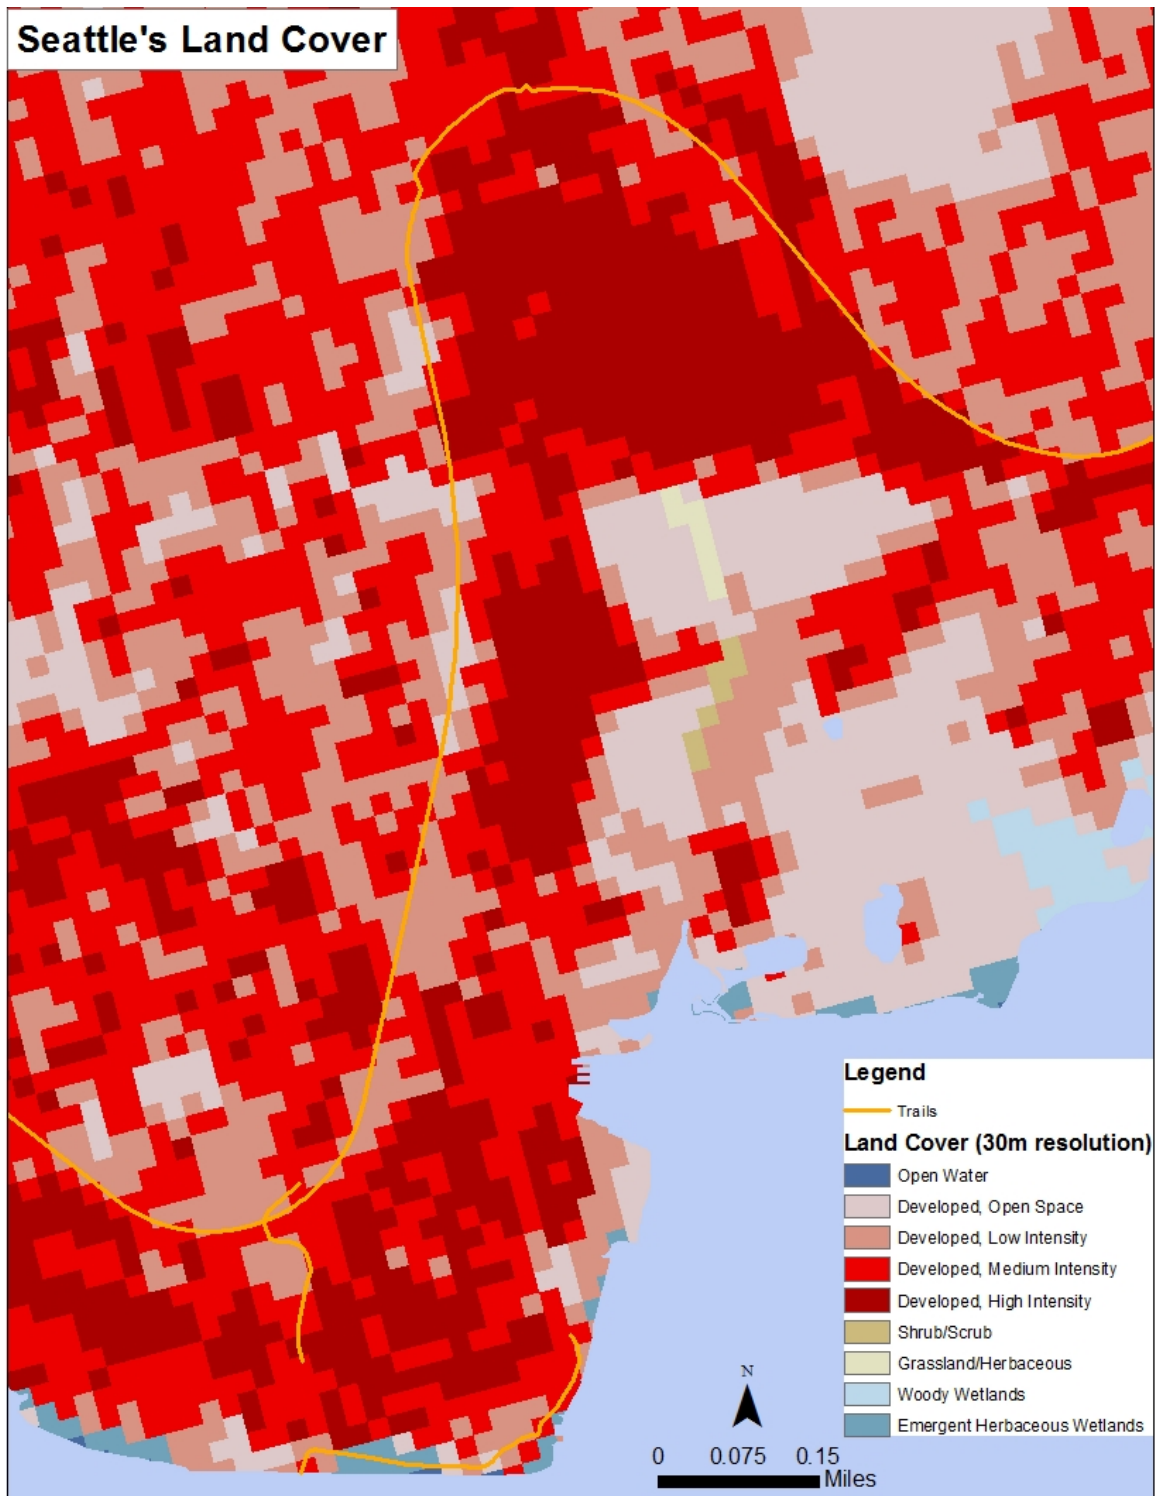 Seattle's Land Cover
Legend
Trails
Land Cover (30m resolution)
Open Water
Developed, Open Space
Developed, Low Intensity
Developed, Medium Intensity
Developed, High Intensity
Shrub/Scrub
Grassland/Herbaceous
Woody Wetlands
Emergent Herbaceous Wetlands
N
0 0.075 0.15
Miles